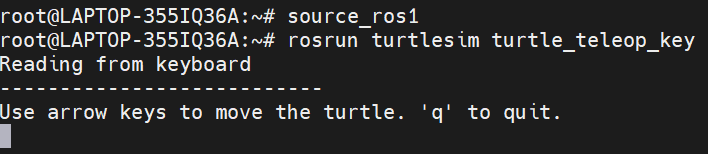 root@LAPTOP-355IQ36A:~# source_ros1
root@LAPTOP-355IQ36A:~# rosrun turtlesim turtle_teleop_key
Reading from keyboard
---------------------------
Use arrow keys to move the turtle. 'q' to quit.